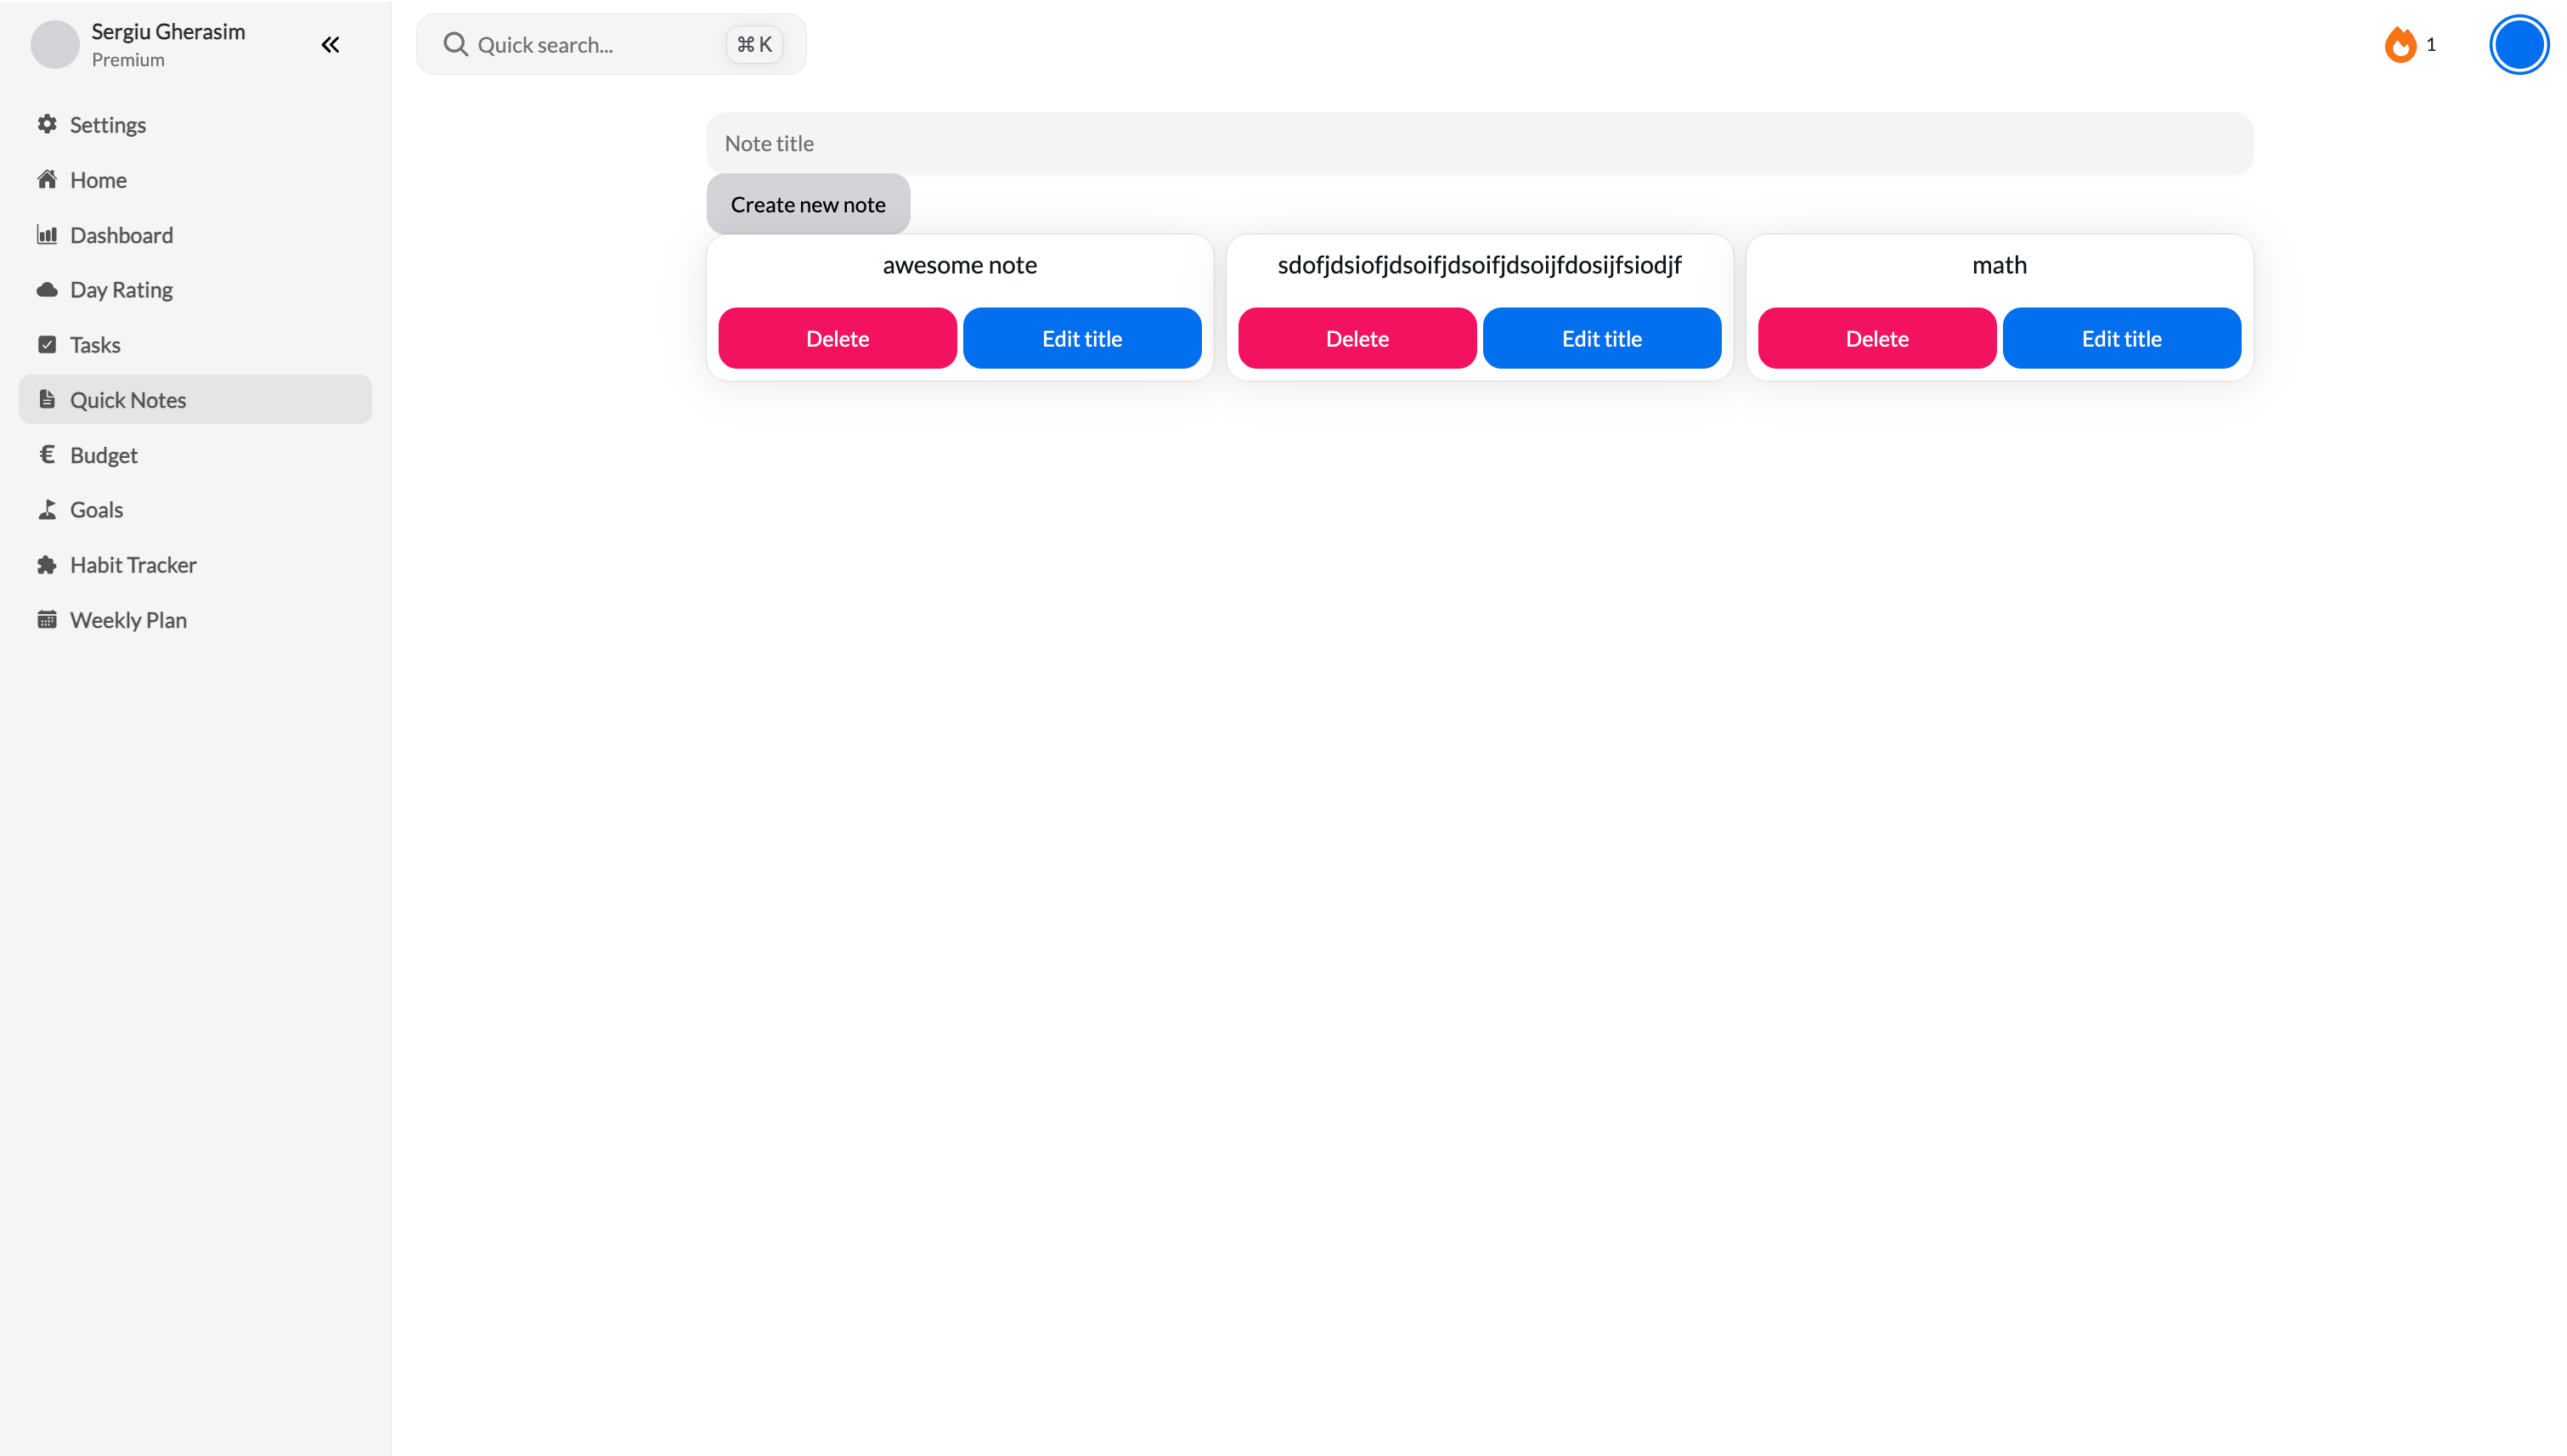 Sergiu Gherasim
Premium
Settings
Home
Dashboard
Day Rating
Tasks
Quick Notes
Budget
Goals
Habit Tracker
Weekly Plan
Quick search...
⌘ K
1
Note title
Create new note
awesome note
Delete
Edit title
sdofjdsiofjdsoifjdsoifjdsoijfdosijfsiodjf
Delete
Edit title
math
Delete
Edit title